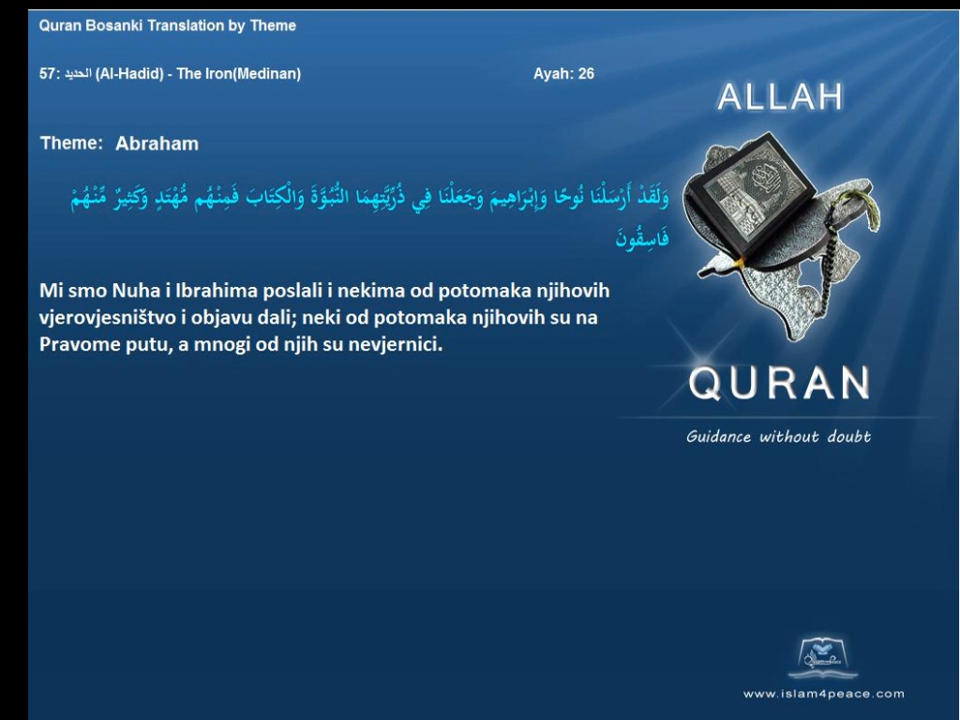 Quran Bosanki Translation by Theme
57: الحديد (Al-Hadid) - The Iron(Medinan)
Ayah: 26
Theme: Abraham
وَلَقَدْ أَرْسَلْنَا نُوحًا وَإِبْرَاهِيمَ وَجَعَلْنَا فِي ذُرِّيَّتِهِمَا النُّبُوَّةَ وَالْكِتَابَ فَمِنْهُم مُّهْتَدٍ وَكَثِيرٌ مِّنْهُمْ
فَاسِقُونَ
Mi smo Nuha i Ibrahima poslali i nekima od potomaka njihovih
vjerovjesništvo i objavu dali; neki od potomaka njihovih su na
Pravome putu, a mnogi od njih su nevjernici.
ALLAH
QURAN
Guidance without doubt
www.islam4peace.com